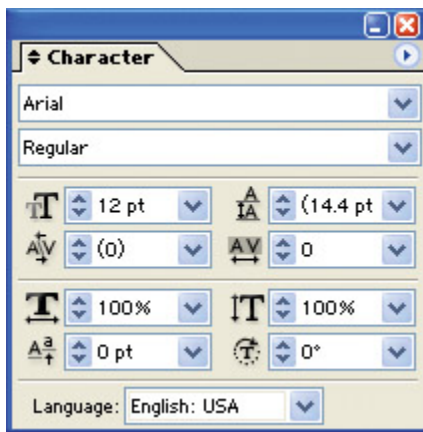 Character
Arial
Regular
12 pt (14.4 pt
(0) 0
100% 100%
0 pt 0°
Language: English: USA